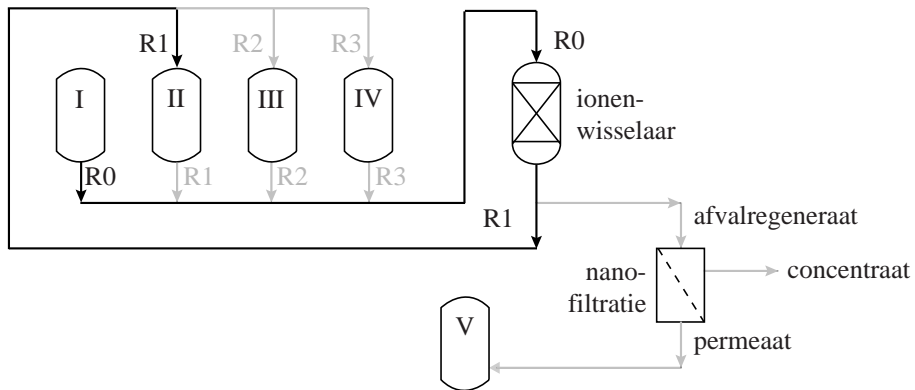 R1 R2 R3 R0
I II III IV
ionen-
wisselaar
R0 R1 R2 R3
R1
afvalregeneraat
nano-
filtratie
concentraat
V
permeaat